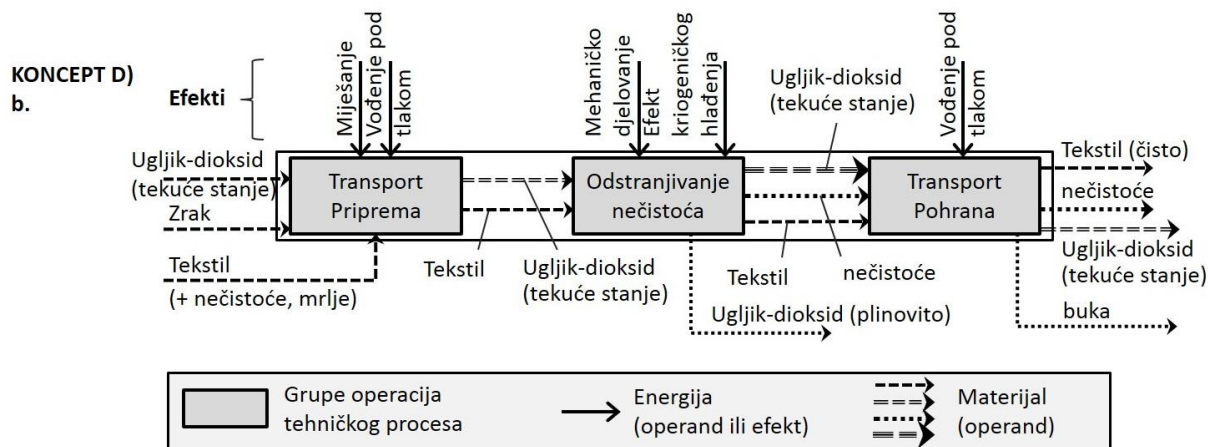 KONCEPT D)
b.
Efekti
Miješanje
Vođenje pod
tlakom
Mehaničko
djelovanje
Efekt
kriogeničkog
hlađenja
Ugljik-dioksid
(tekuće stanje)
Vođenje pod
tlakom
Ugljik-dioksid
(tekuće stanje)
Zrak
Tekstil
(+ nečistoće, mrlje)
Transport
Priprema
Tekstil
Ugljik-dioksid
(tekuće stanje)
Odstranjivanje
nečistoća
Tekstil
nečistoće
Ugljik-dioksid (plinovito)
Transport
Pohrana
Tekstil (čisto)
nečistoće
Ugljik-dioksid
(tekuće stanje)
buka
Grupe operacija
tehničkog procesa
Energija
(operand ili efekt)
Materijal
(operand)